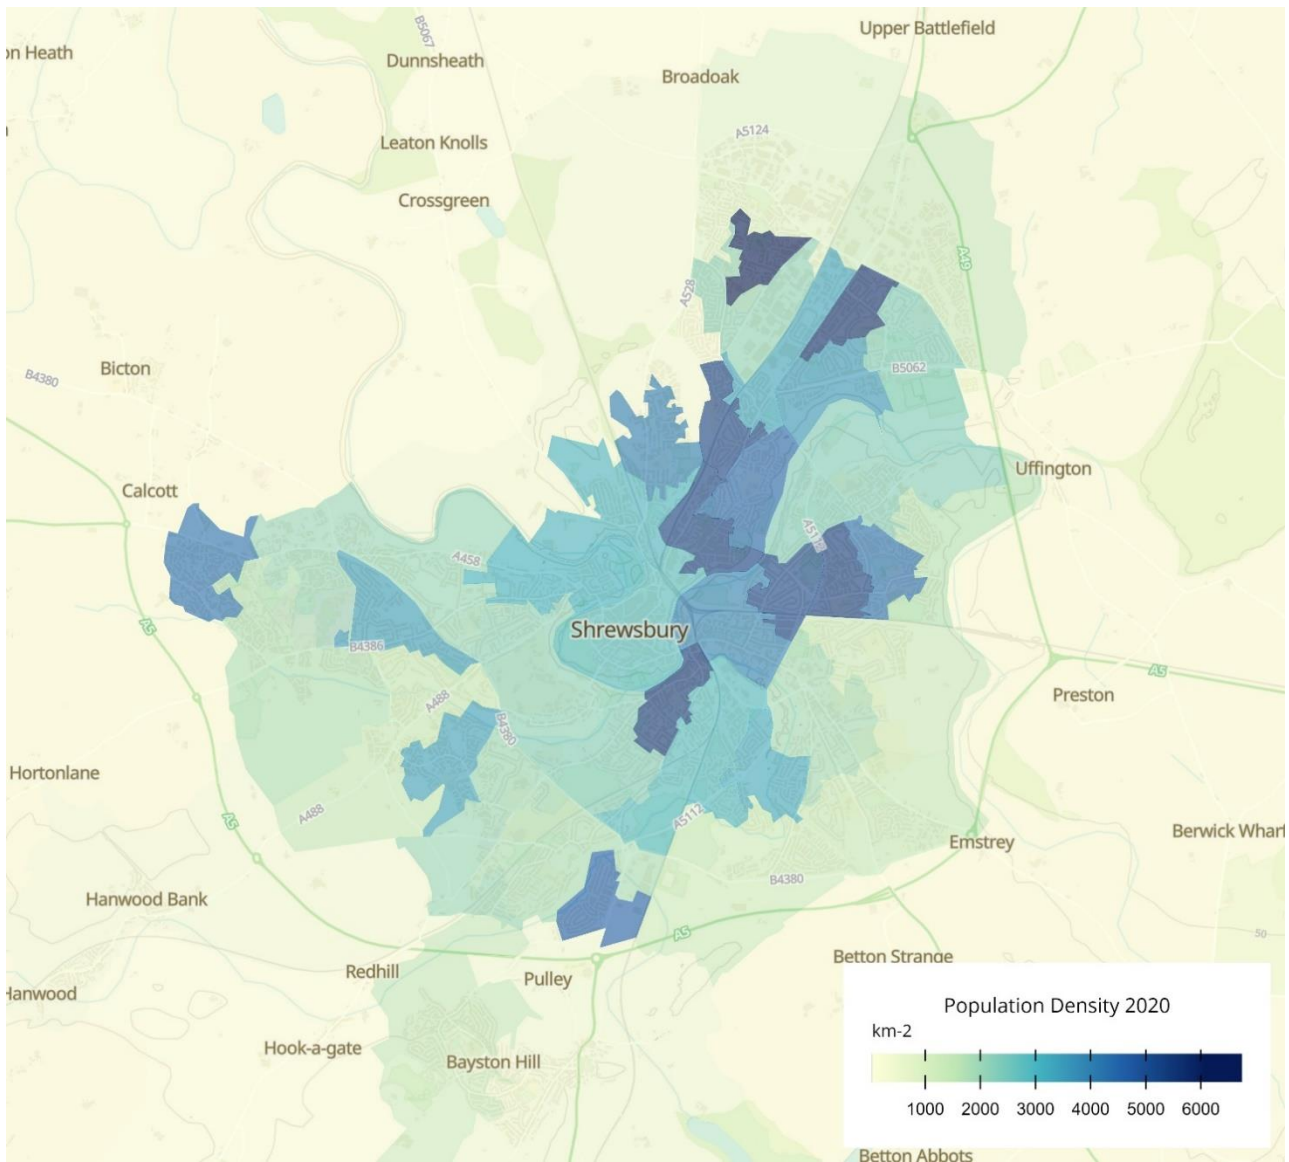 Upper Battlefield
on Heath
B5067
Dunnsheath
Broadoak
A5124
Leaton Knolls
Crossgreen
A49
A528
Bicton
B4380
B5062
Uffington
Calcott
A458
Shrewsbury
B4386
A5
A5
Preston
A488
B4380
Hortonlane
A488
A5
A5112
Emstrey
Berwick Wharf
B4380
Hanwood Bank
A5
50
Betton Strange
Redhill
Pulley
Hanwood
Hook-a-gate
Bayston Hill
Population Density 2020
km-2
1000 2000 3000 4000 5000 6000
Betton Abbots